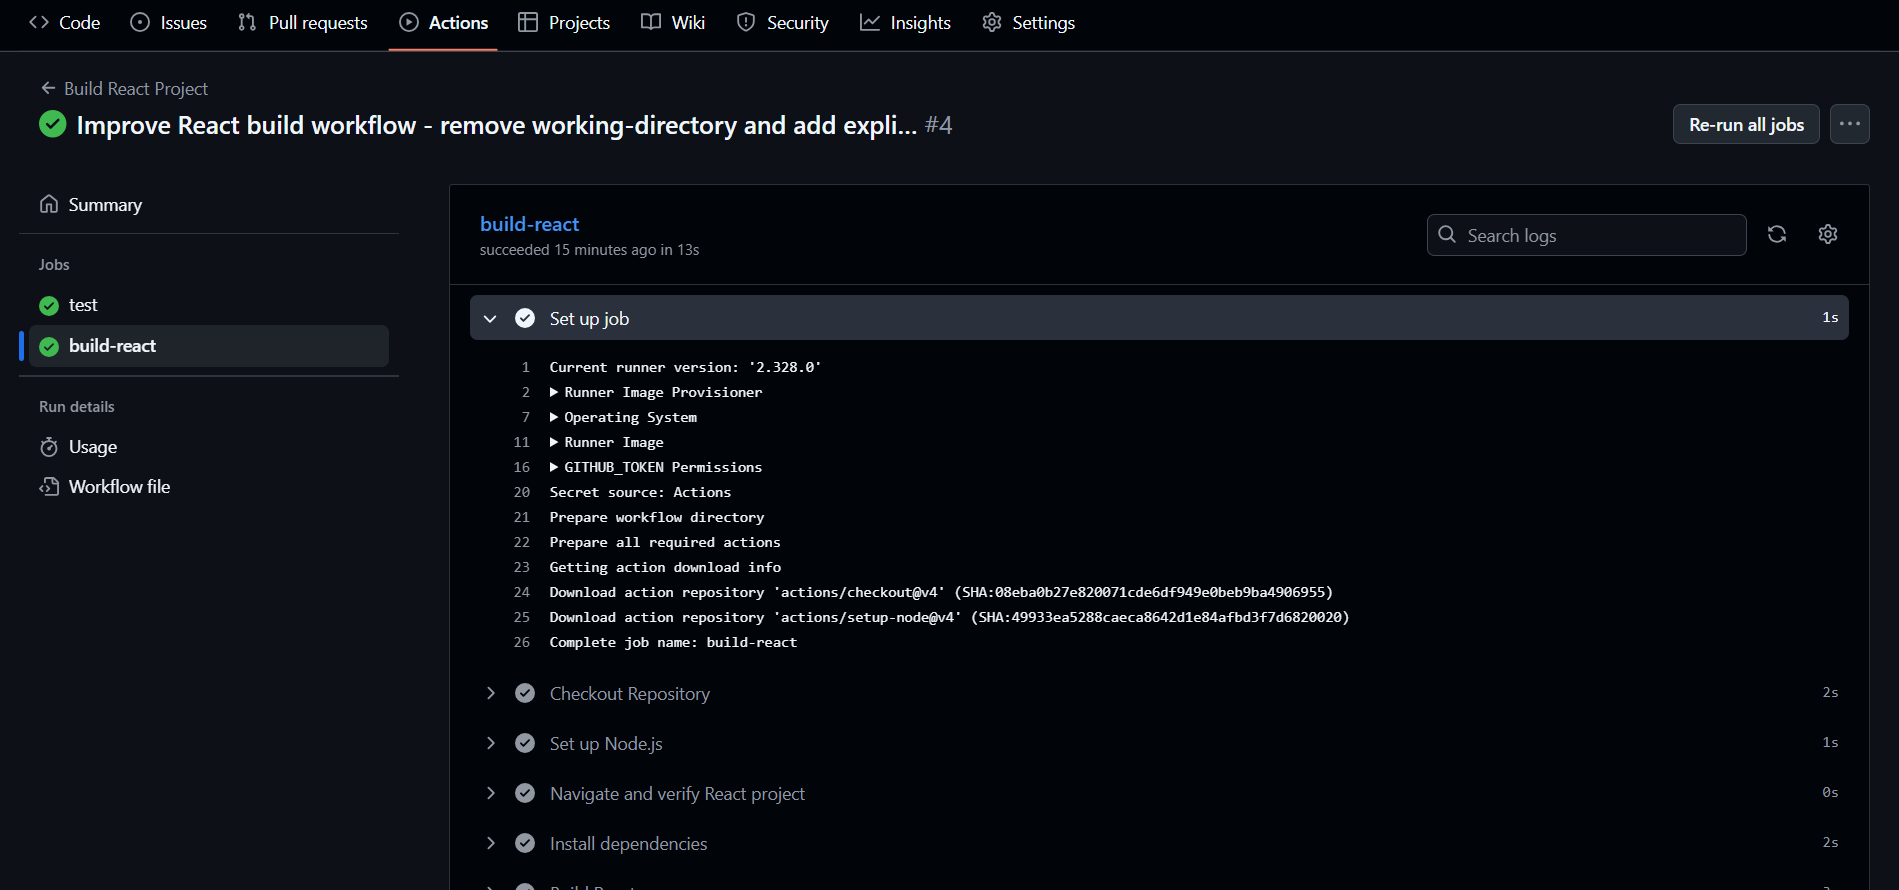 Code Issues Pull requests Actions Projects Wiki Security Insights Settings
Build React Project
Improve React build workflow - remove working-directory and add expli... #4
Re-run all jobs
Summary
Jobs
test
build-react
Run details
Usage
Workflow file
build-react
succeeded 15 minutes ago in 13s
Search logs
Set up job 1s
1 Current runner version: '2.328.0'
2 Runner Image Provisioner
7 Operating System
11 Runner Image
16 GITHUB_TOKEN Permissions
20 Secret source: Actions
21 Prepare workflow directory
22 Prepare all required actions
23 Getting action download info
24 Download action repository 'actions/checkout@v4' (SHA:08eba0b27e820071cde6df949e0beb9ba4906955)
25 Download action repository 'actions/setup-node@v4' (SHA:49933ea5288caeca8642d1e84afbd3f7d6820020)
26 Complete job name: build-react
Checkout Repository 2s
Set up Node.js 1s
Navigate and verify React project 0s
Install dependencies 2s
Build React